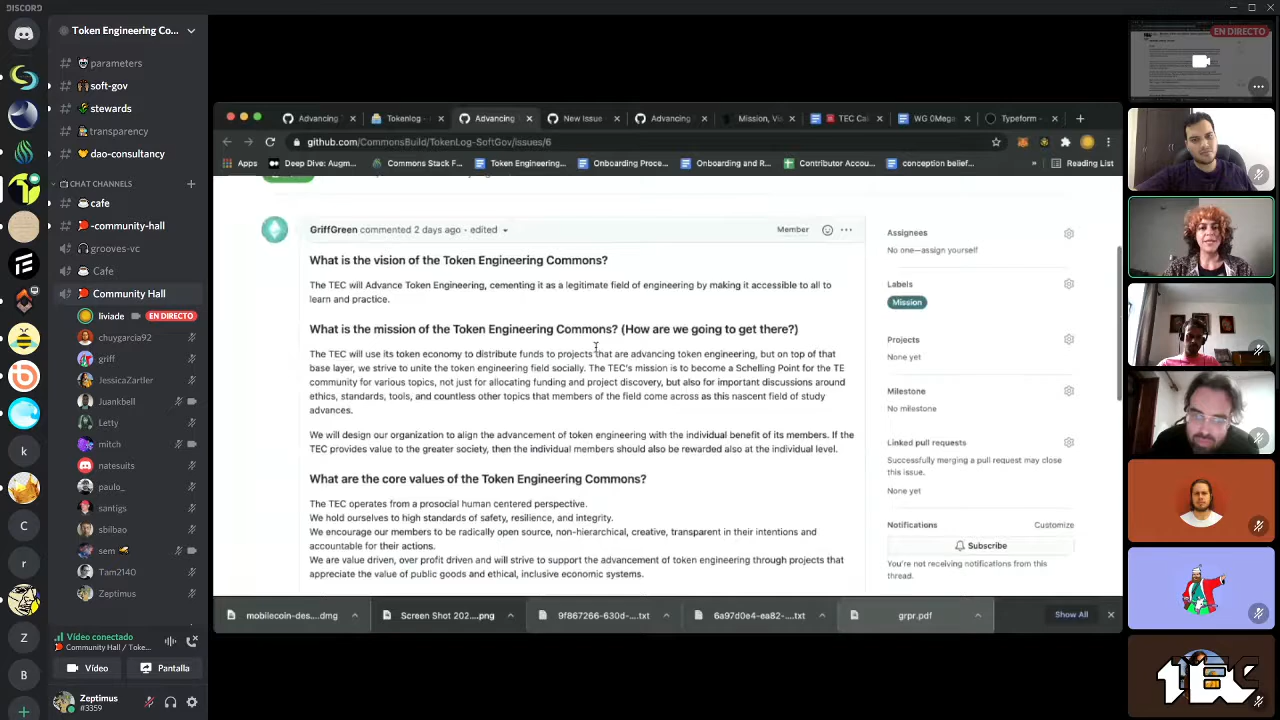 DISCORD
Token Engineering Co...
parameters
soft-gov
stewards
transparency
dao-consultancy
CHAT CHANNELS
cafe
-community-hall
grooves-vc
Community Hall
liviade EN DIRECTO
chugarcia92
griff
JessicaZartler
Juankbell
Letty
mitch
natesuits
paulo_
santigs
sbilbao
Tam2140
Zeptimus
Z
B
C
r
Vídeo conectado
Community Hall / Toke...
Vídeo
Pantalla
Zeptimus
#3359
Advancing T
Tokenlog -
Advancing
New Issue
Advancing
Mission, Vis
TEC Cal
WG 0Mega
Typeform -
github.com/CommonsBuild/TokenLog-SoftGov/issues/6
Apps
Deep Dive: Augm...
Commons Stack F...
Token Engineering...
Onboarding Proce...
Onboarding and R...
Contributor Accou...
conception belief...
»
Reading List
GriffGreen commented 2 days ago • edited
Member
What is the vision of the Token Engineering Commons?
The TEC will Advance Token Engineering, cementing it as a legitimate field of engineering by making it accessible to all to
learn and practice.
What is the mission of the Token Engineering Commons? (How are we going to get there?)
The TEC will use its token economy to distribute funds to projects that are advancing token engineering, but on top of that
base layer, we strive to unite the token engineering field socially. The TEC's mission is to become a Schelling Point for the TE
community for various topics, not just for allocating funding and project discovery, but also for important discussions around
ethics, standards, tools, and countless other topics that members of the field come across as this nascent field of study
advances.
We will design our organization to align the advancement of token engineering with the individual benefit of its members. If the
TEC provides value to the greater society, then the individual members should also be rewarded also at the individual level.
What are the core values of the Token Engineering Commons?
The TEC operates from a prosocial human centered perspective.
We hold ourselves to high standards of safety, resilience, and integrity.
We encourage our members to be radically open source, non-hierarchical, creative, transparent in their intentions and
accountable for their actions.
We are value driven, over profit driven and will strive to support the advancement of token engineering through projects that
appreciate the value of public goods and ethical, inclusive economic systems.
Assignees
No one—assign yourself
Labels
Mission
Projects
None yet
Milestone
No milestone
Linked pull requests
Successfully merging a pull request may close
this issue.
None yet
Notifications
Customize
Subscribe
You're not receiving notifications from this
thread.
mobilecoin-des....dmg
Screen Shot 202....png
9f867266-630d-....txt
6a97d0e4-ea82-....txt
grpr.pdf
Show All
EN DIRECTO
TEC